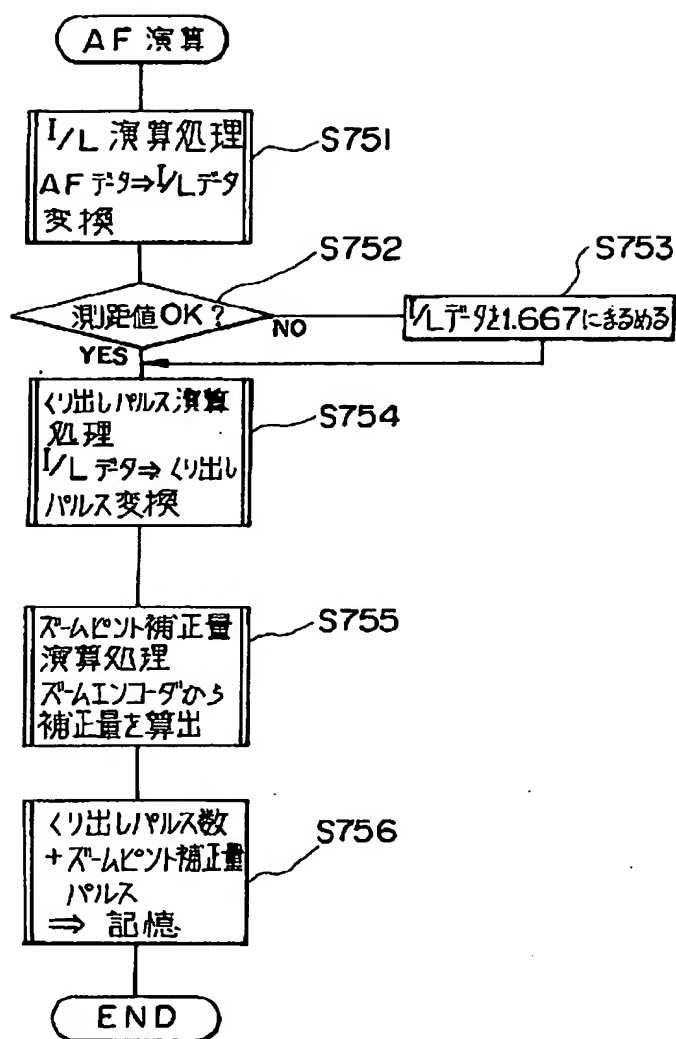 AF 演算
1/L 演算処理
AFデータ⇒1/Lデータ
変換
S751
S752
測距値OK?
NO
YES
S753
1/Lデータを1.667にまるめる
くり出しパルス演算
処理
1/Lデータ⇒くり出し
パルス変換
S754
ズームピント補正量
演算処理
ズームエンコーダから
補正量を算出
S755
くり出しパルス数
+ズームピント補正量
パルス
⇒ 記憶
S756
END